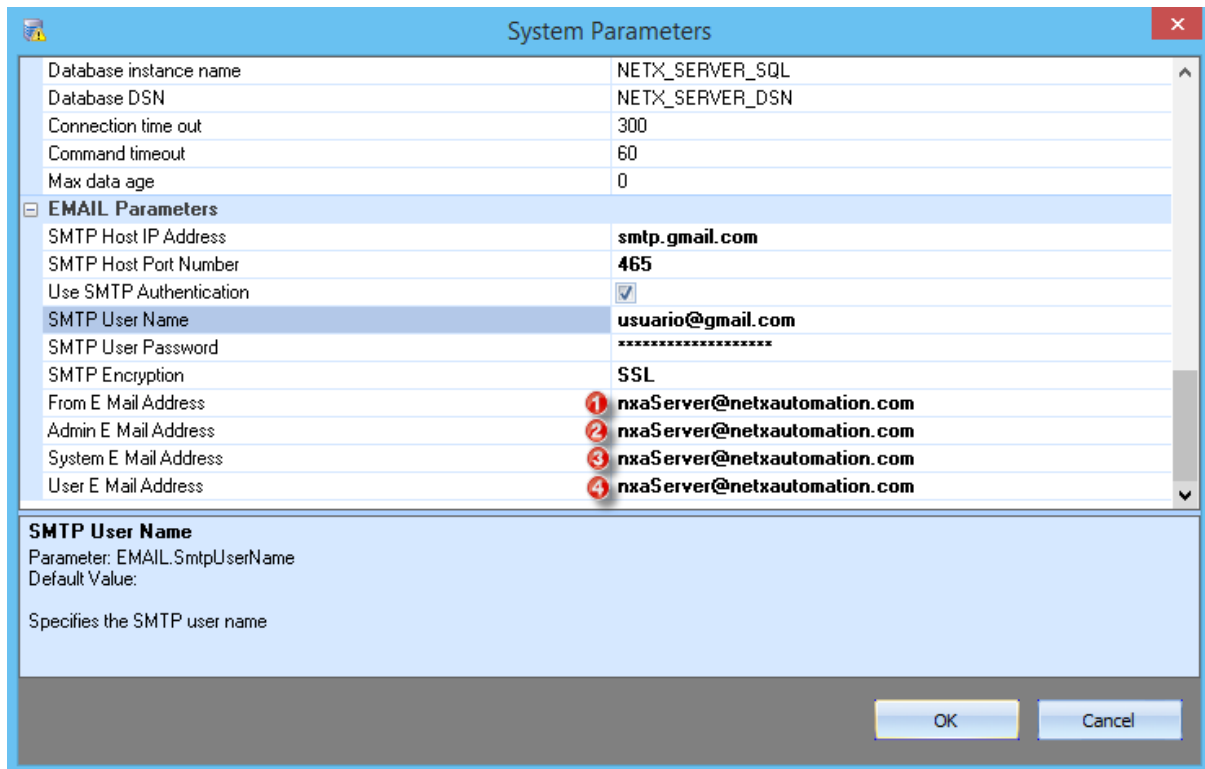 System Parameters
Database instance name NETX_SERVER_SQL
Database DSN NETX_SERVER_DSN
Connection time out 300
Command timeout 60
Max data age 0
EMAIL Parameters
SMTP Host IP Address smtp.gmail.com
SMTP Host Port Number 465
Use SMTP Authentication
SMTP User Name usuario@gmail.com
SMTP User Password *******************
SMTP Encryption SSL
From E Mail Address 1 nxaServer@netxautomation.com
Admin E Mail Address 2 nxaServer@netxautomation.com
System E Mail Address 3 nxaServer@netxautomation.com
User E Mail Address 4 nxaServer@netxautomation.com
SMTP User Name
Parameter: EMAIL.SmtpUserName
Default Value:
Specifies the SMTP user name
OK Cancel